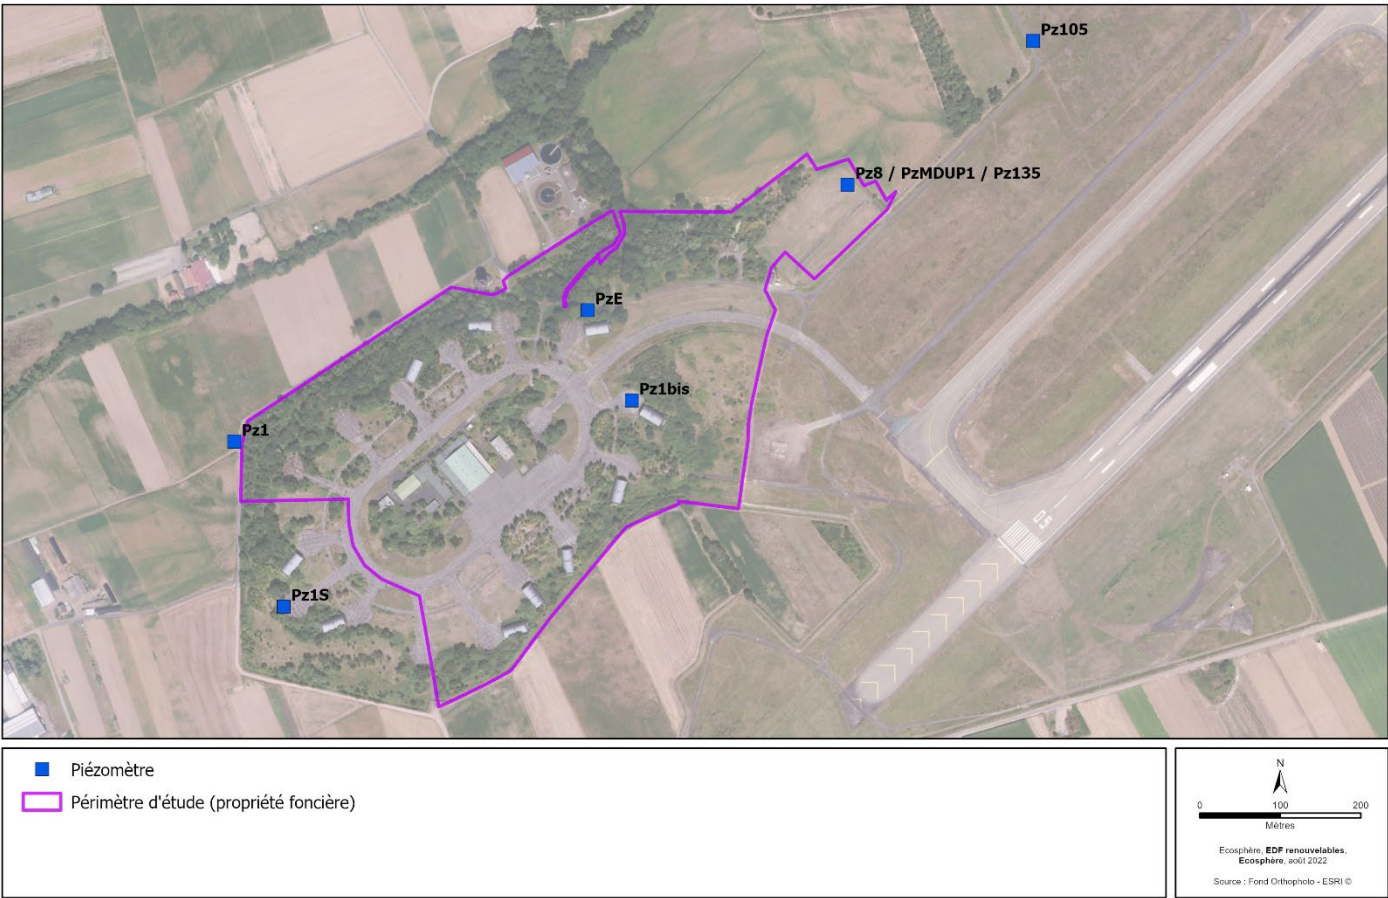 Pz105
Pz8 / PzMDUP1 / Pz135
PzE
Pz1bis
Pz1
Pz1S
05
Piézomètre
Périmètre d'étude (propriété foncière)
N
0 100 200
Mètres
Ecosphère, EDF renouvelables,
Ecosphère, août 2022
Source : Fond Orthophoto - ESRI ©